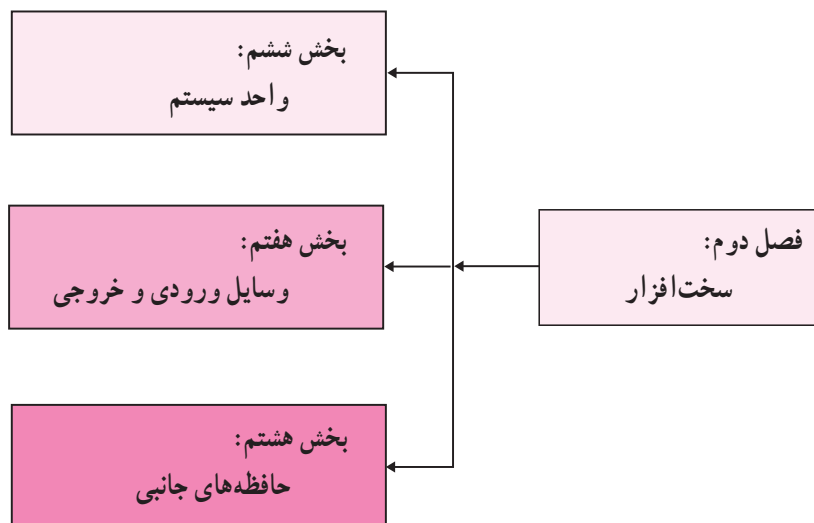 فصل دوم:
سخت‌افزار
بخش ششم:
واحد سیستم
بخش هفتم:
وسایل ورودی و خروجی
بخش هشتم:
حافظه‌های جانبی